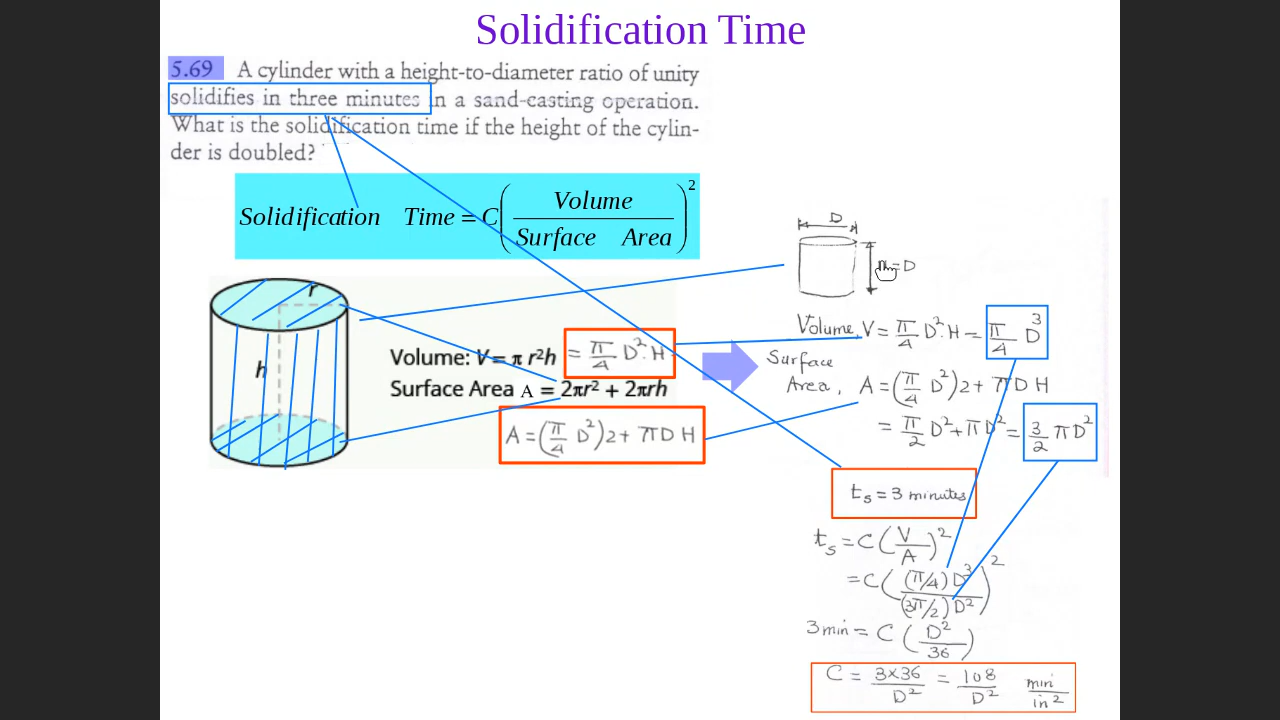 Solidification Time
5.69 A cylinder with a height-to-diameter ratio of unity
solidifies in three minutes in a sand-casting operation.
What is the solidification time if the height of the cylin-
der is doubled?
Solidification Time = C(Volume / Surface Area)²
r
h
Volume: V = π r²h = π/4 D².H
Surface Area A = 2πr² + 2πrh
A = (π/4 D²)2 + πDH
D
= D
Volume, V = π/4 D².H = π/4 D³
Surface
Area, A = (π/4 D²)2 + πDH
= π/2 D² + πD² = 3/2 πD²
ts = 3 minutes
ts = C(V/A)²
= C((π/4)D³ / (3π/2)D²)²
3 min = C(D²/36)
C = 3×36/D² = 108/D² min/in²